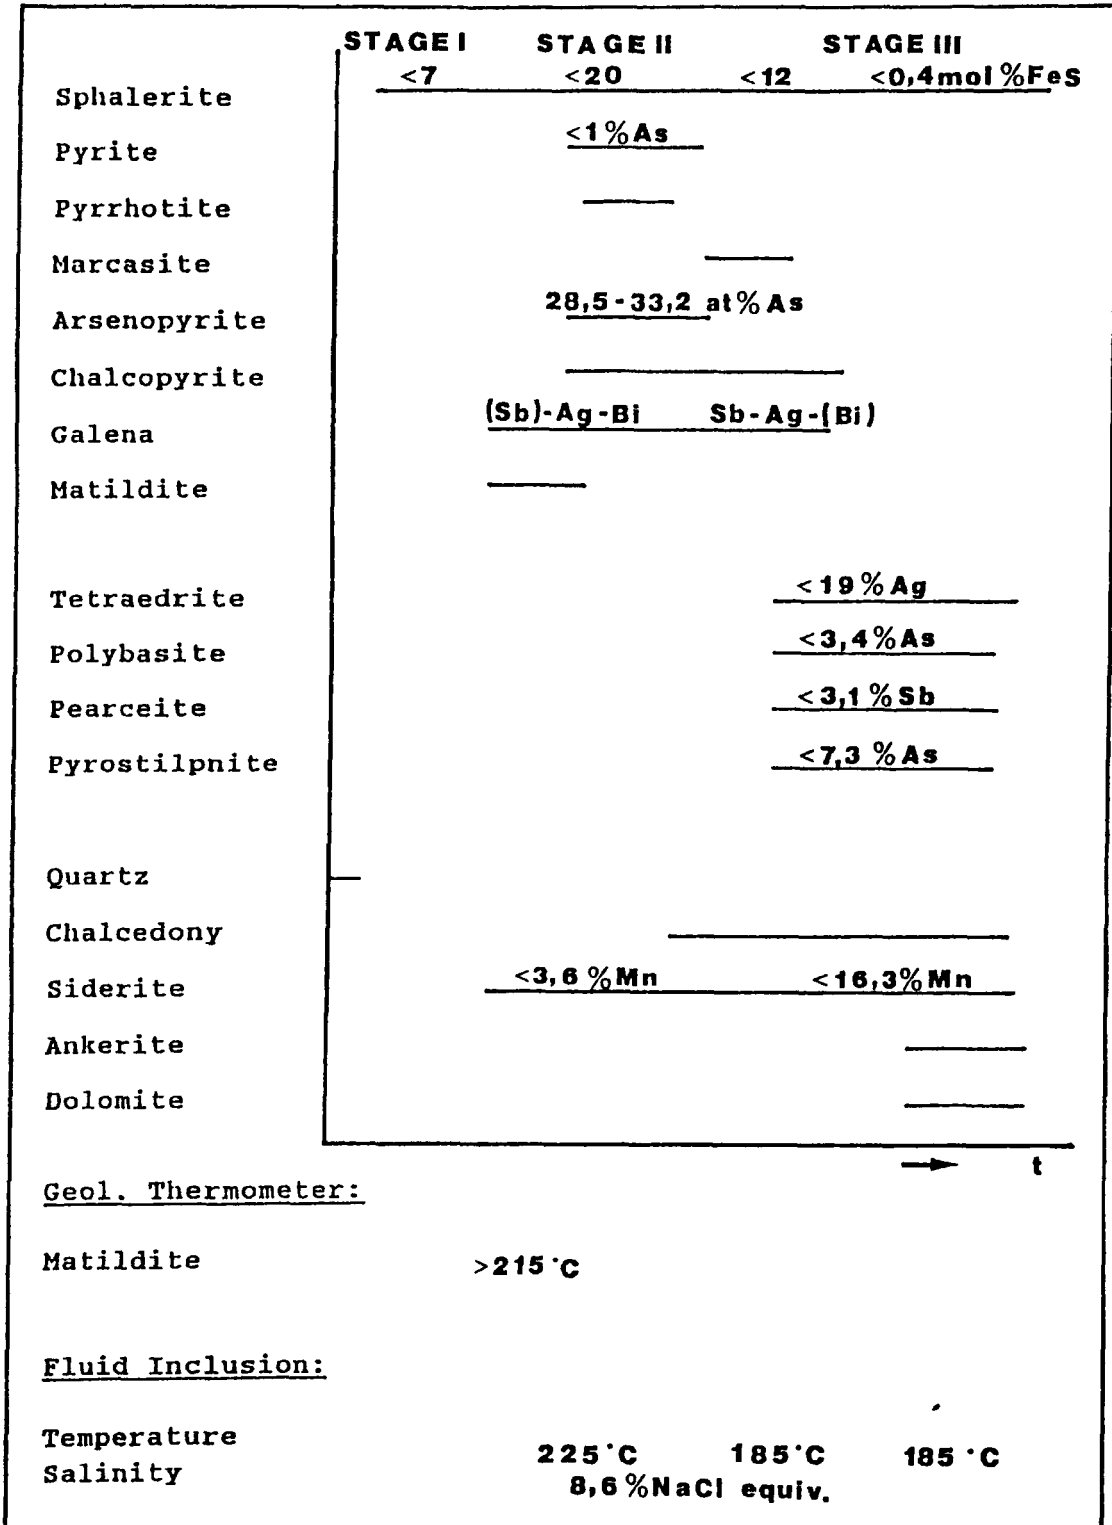 STAGE I STAGE II STAGE III
Sphalerite <7 <20 <12 <0,4mol %FeS
Pyrite <1%As
Pyrrhotite
Marcasite
Arsenopyrite 28,5-33,2 at% As
Chalcopyrite
Galena (Sb)-Ag-Bi Sb-Ag-(Bi)
Matildite
Tetraedrite <19%Ag
Polybasite <3,4%As
Pearceite <3,1%Sb
Pyrostilpnite <7,3 %As
Quartz
Chalcedony
Siderite <3,6 %Mn <16,3%Mn
Ankerite
Dolomite
t
Geol. Thermometer:
Matildite >215°C
Fluid Inclusion:
Temperature 225°C 185°C 185 °C
Salinity 8,6%NaCl equiv.